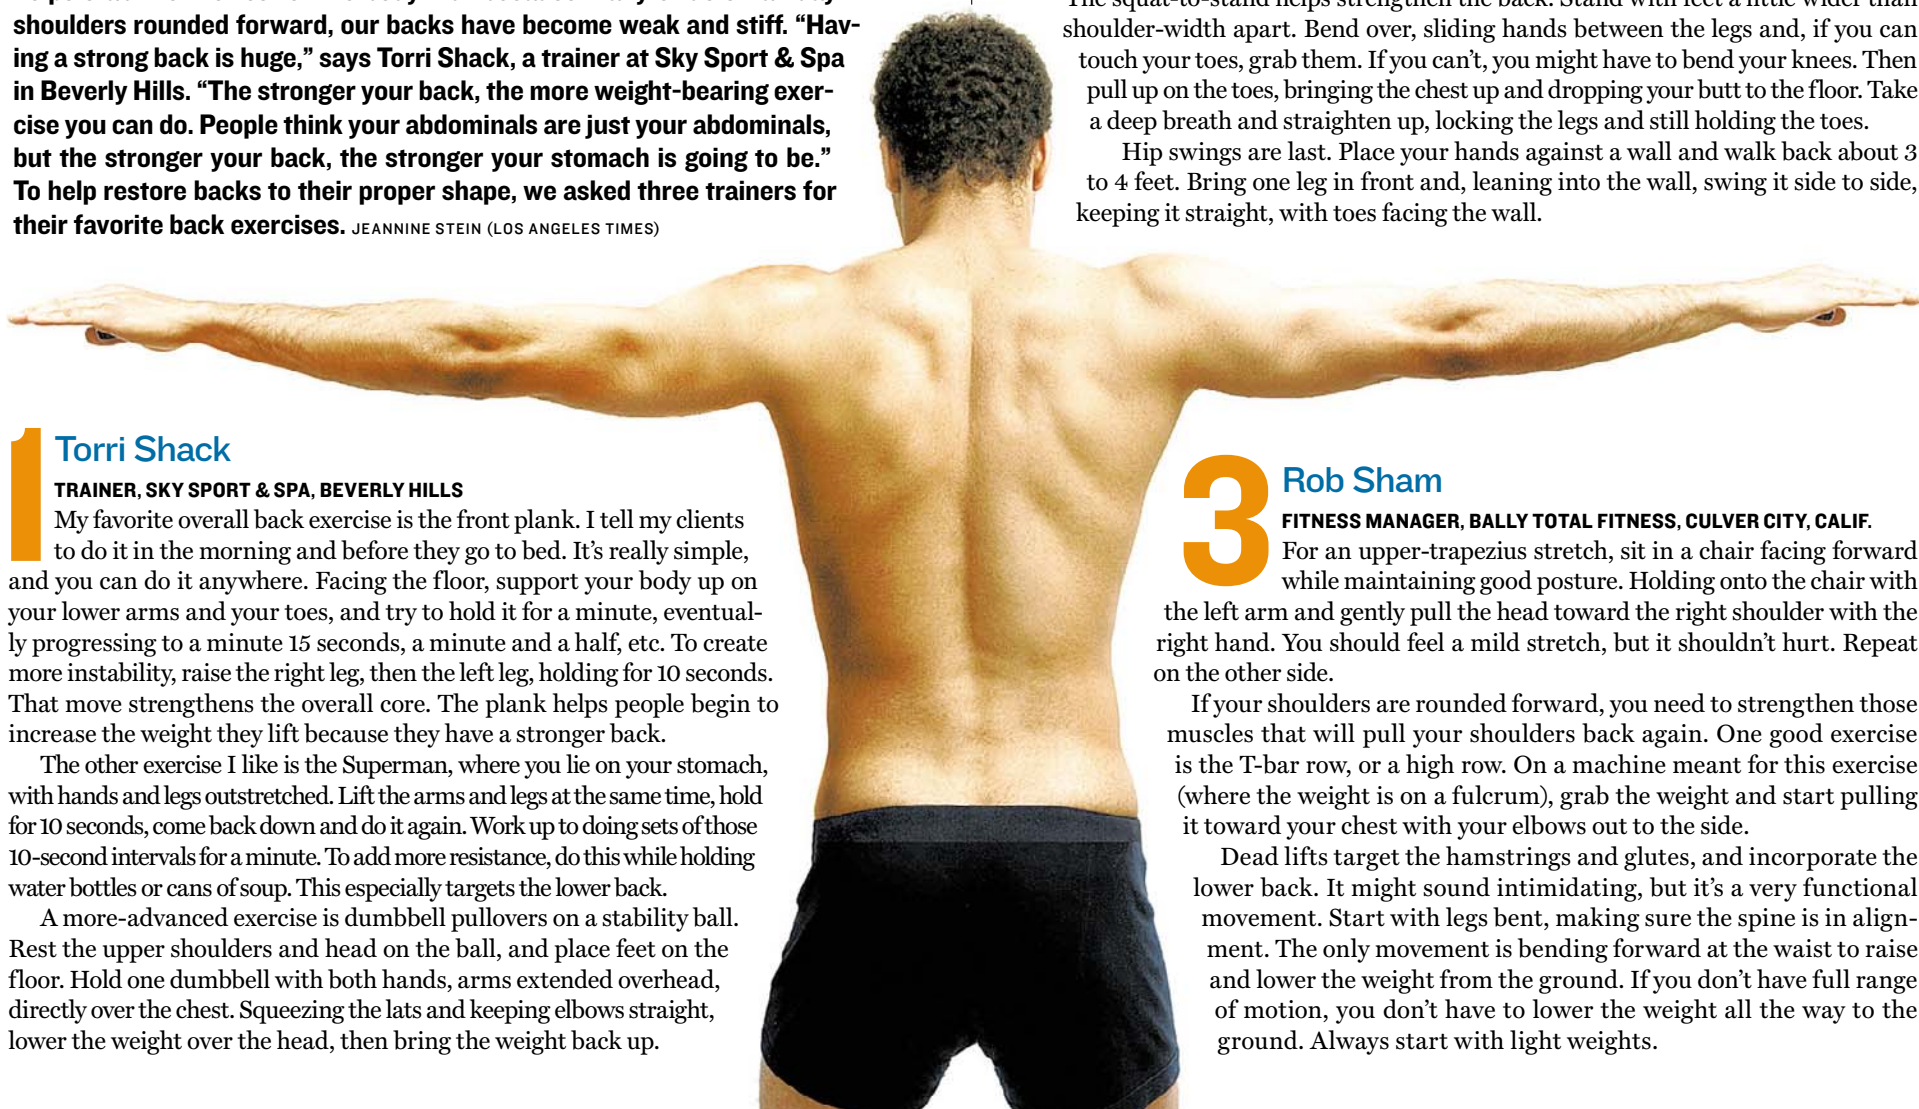 shoulders rounded forward, our backs have become weak and stiff. “Hav-
ing a strong back is huge,” says Torri Shack, a trainer at Sky Sport & Spa
in Beverly Hills. “The stronger your back, the more weight-bearing exer-
cise you can do. People think your abdominals are just your abdominals,
but the stronger your back, the stronger your stomach is going to be.”
To help restore backs to their proper shape, we asked three trainers for
their favorite back exercises. JEANNINE STEIN (LOS ANGELES TIMES)
The squat-to-stand helps strengthen the back. Stand with feet a little wider than
shoulder-width apart. Bend over, sliding hands between the legs and, if you can
touch your toes, grab them. If you can’t, you might have to bend your knees. Then
pull up on the toes, bringing the chest up and dropping your butt to the floor. Take
a deep breath and straighten up, locking the legs and still holding the toes.
Hip swings are last. Place your hands against a wall and walk back about 3
to 4 feet. Bring one leg in front and, leaning into the wall, swing it side to side,
keeping it straight, with toes facing the wall.
1
Torri Shack
TRAINER, SKY SPORT & SPA, BEVERLY HILLS
My favorite overall back exercise is the front plank. I tell my clients
to do it in the morning and before they go to bed. It’s really simple,
and you can do it anywhere. Facing the floor, support your body up on
your lower arms and your toes, and try to hold it for a minute, eventual-
ly progressing to a minute 15 seconds, a minute and a half, etc. To create
more instability, raise the right leg, then the left leg, holding for 10 seconds.
That move strengthens the overall core. The plank helps people begin to
increase the weight they lift because they have a stronger back.
The other exercise I like is the Superman, where you lie on your stomach,
with hands and legs outstretched. Lift the arms and legs at the same time, hold
for 10 seconds, come back down and do it again. Work up to doing sets of those
10-second intervals for a minute. To add more resistance, do this while holding
water bottles or cans of soup. This especially targets the lower back.
A more-advanced exercise is dumbbell pullovers on a stability ball.
Rest the upper shoulders and head on the ball, and place feet on the
floor. Hold one dumbbell with both hands, arms extended overhead,
directly over the chest. Squeezing the lats and keeping elbows straight,
lower the weight over the head, then bring the weight back up.
3
Rob Sham
FITNESS MANAGER, BALLY TOTAL FITNESS, CULVER CITY, CALIF.
For an upper-trapezius stretch, sit in a chair facing forward
while maintaining good posture. Holding onto the chair with
the left arm and gently pull the head toward the right shoulder with the
right hand. You should feel a mild stretch, but it shouldn’t hurt. Repeat
on the other side.
If your shoulders are rounded forward, you need to strengthen those
muscles that will pull your shoulders back again. One good exercise
is the T-bar row, or a high row. On a machine meant for this exercise
(where the weight is on a fulcrum), grab the weight and start pulling
it toward your chest with your elbows out to the side.
Dead lifts target the hamstrings and glutes, and incorporate the
lower back. It might sound intimidating, but it’s a very functional
movement. Start with legs bent, making sure the spine is in align-
ment. The only movement is bending forward at the waist to raise
and lower the weight from the ground. If you don’t have full range
of motion, you don’t have to lower the weight all the way to the
ground. Always start with light weights.